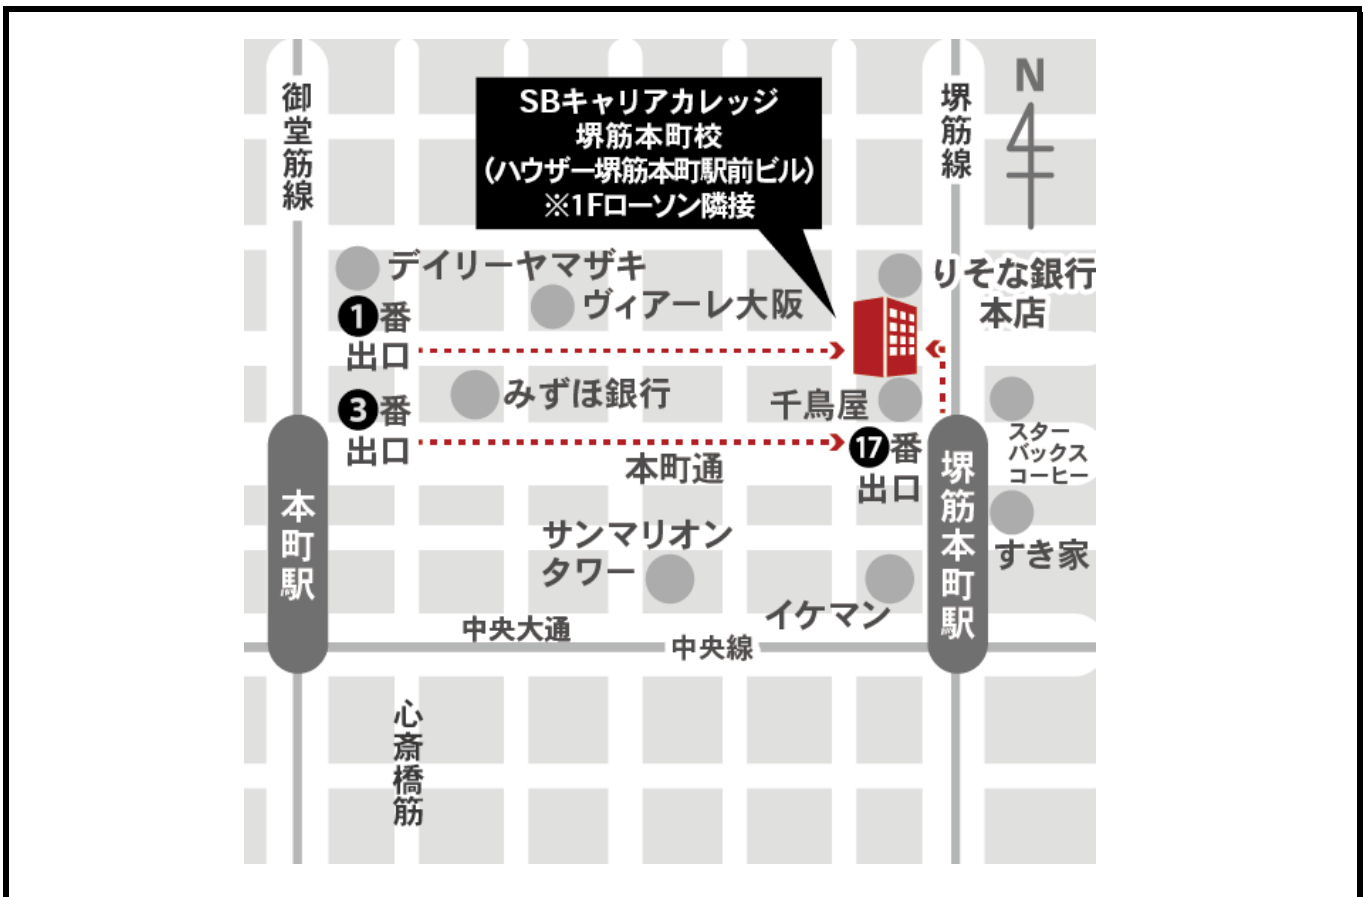 御堂筋線
SBキャリアカレッジ
堺筋本町校
(ハウザー堺筋本町駅前ビル)
※1Fローソン隣接
堺筋線
N
デイリーヤマザキ
ヴィアーレ大阪
りそな銀行
本店
1番
出口
みずほ銀行
千鳥屋
3番
出口
本町通
17番
出口
スター
バックス
コーヒー
本町駅
堺筋本町駅
サンマリオン
タワー
すき家
イケマン
中央大通
中央線
心斎橋筋